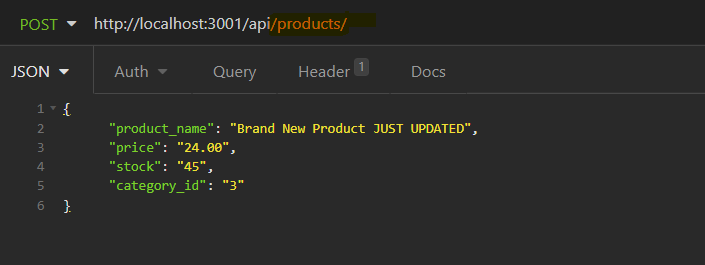 POST http://localhost:3001/api/products/
JSON Auth Query Header 1 Docs
1 {
2 "product_name": "Brand New Product JUST UPDATED",
3 "price": "24.00",
4 "stock": "45",
5 "category_id": "3"
6 }